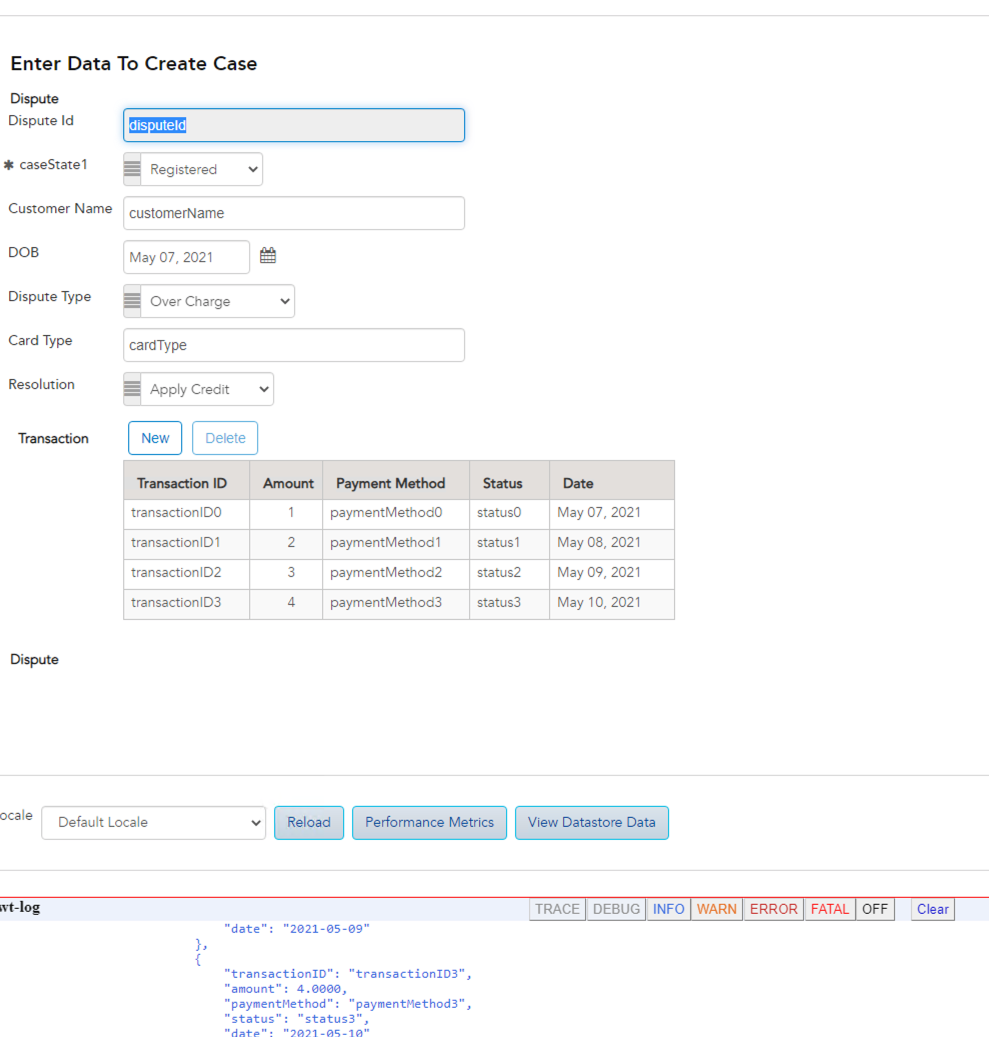 Enter Data To Create Case
Dispute
Dispute Id disputeId
✱ caseState1 Registered
Customer Name customerName
DOB May 07, 2021
Dispute Type Over Charge
Card Type cardType
Resolution Apply Credit
Transaction New Delete
Transaction ID Amount Payment Method Status Date
transactionID0 1 paymentMethod0 status0 May 07, 2021
transactionID1 2 paymentMethod1 status1 May 08, 2021
transactionID2 3 paymentMethod2 status2 May 09, 2021
transactionID3 4 paymentMethod3 status3 May 10, 2021
Dispute
ocale Default Locale Reload Performance Metrics View Datastore Data
wt-log TRACE DEBUG INFO WARN ERROR FATAL OFF Clear
"date": "2021-05-09"
},
{
"transactionID": "transactionID3",
"amount": 4.0000,
"paymentMethod": "paymentMethod3",
"status": "status3",
"date": "2021-05-10"